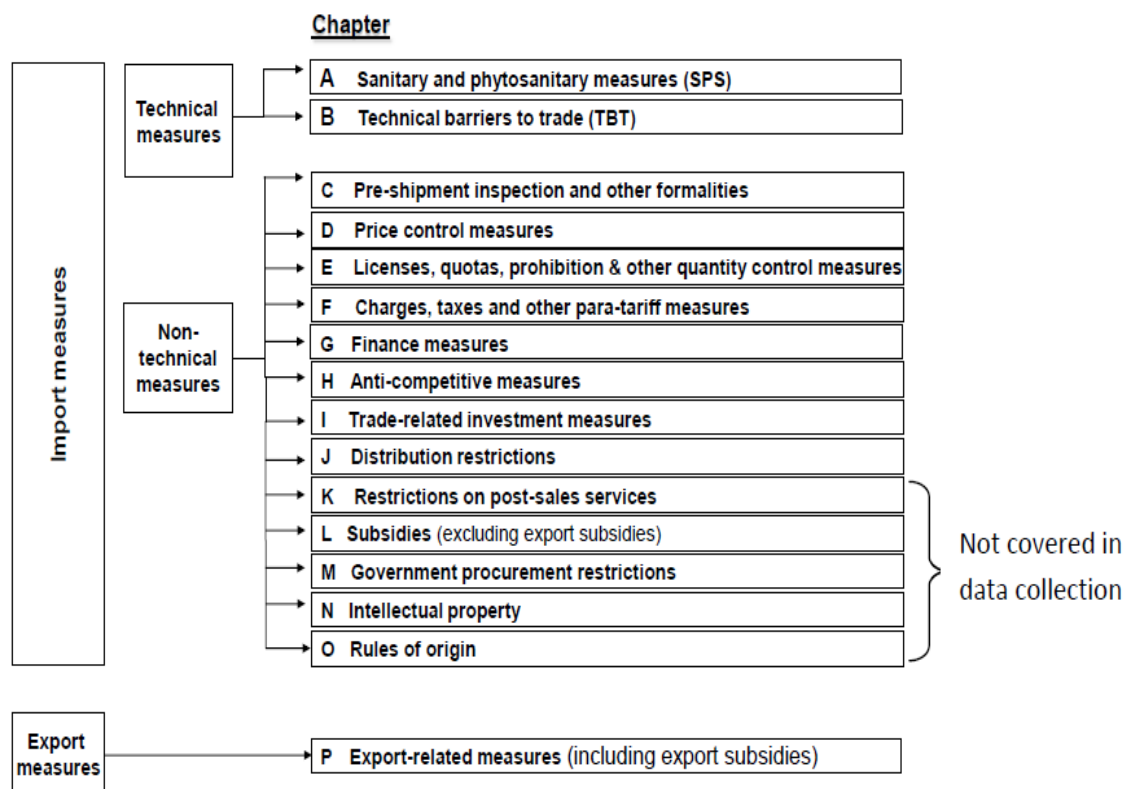 Chapter
Import measures
Technical
measures
A Sanitary and phytosanitary measures (SPS)
B Technical barriers to trade (TBT)
Non-
technical
measures
C Pre-shipment inspection and other formalities
D Price control measures
E Licenses, quotas, prohibition & other quantity control measures
F Charges, taxes and other para-tariff measures
G Finance measures
H Anti-competitive measures
I Trade-related investment measures
J Distribution restrictions
K Restrictions on post-sales services
L Subsidies (excluding export subsidies)
M Government procurement restrictions
N Intellectual property
O Rules of origin
Not covered in
data collection
Export
measures
P Export-related measures (including export subsidies)